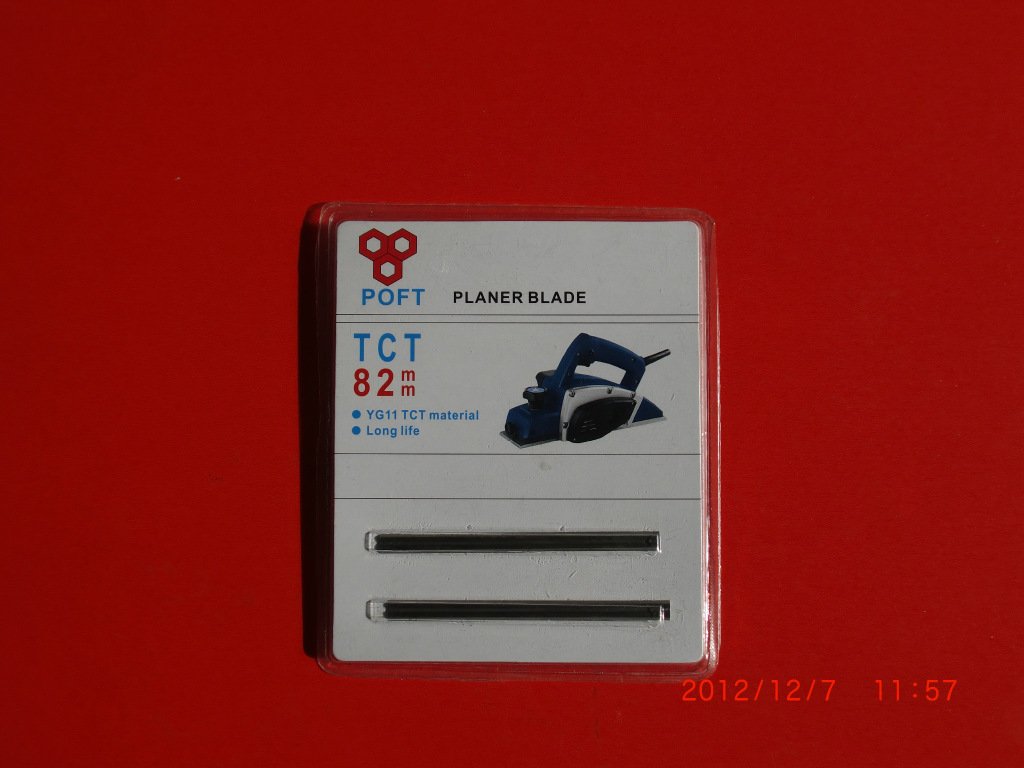 POFT PLANER BLADE
TCT
82 mm
YG11 TCT material
Long life
2012/12/7 11:57